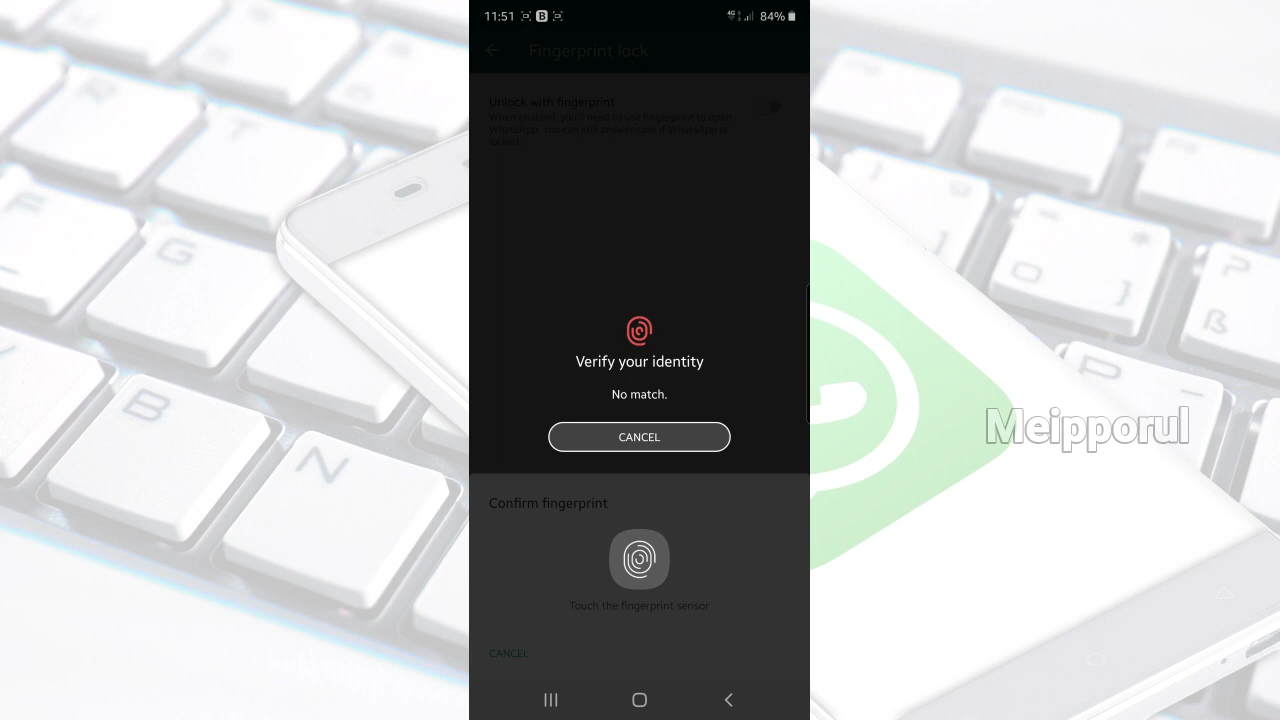 11:51 B 4G 84%
Fingerprint lock
Unlock with fingerprint
When enabled, you'll need to use fingerprint to open
WhatsApp. You can still answer calls if WhatsApp is
locked.
Verify your identity
No match.
CANCEL
Confirm fingerprint
Touch the fingerprint sensor
CANCEL
Meipporul
F
G
T
B
N
ß